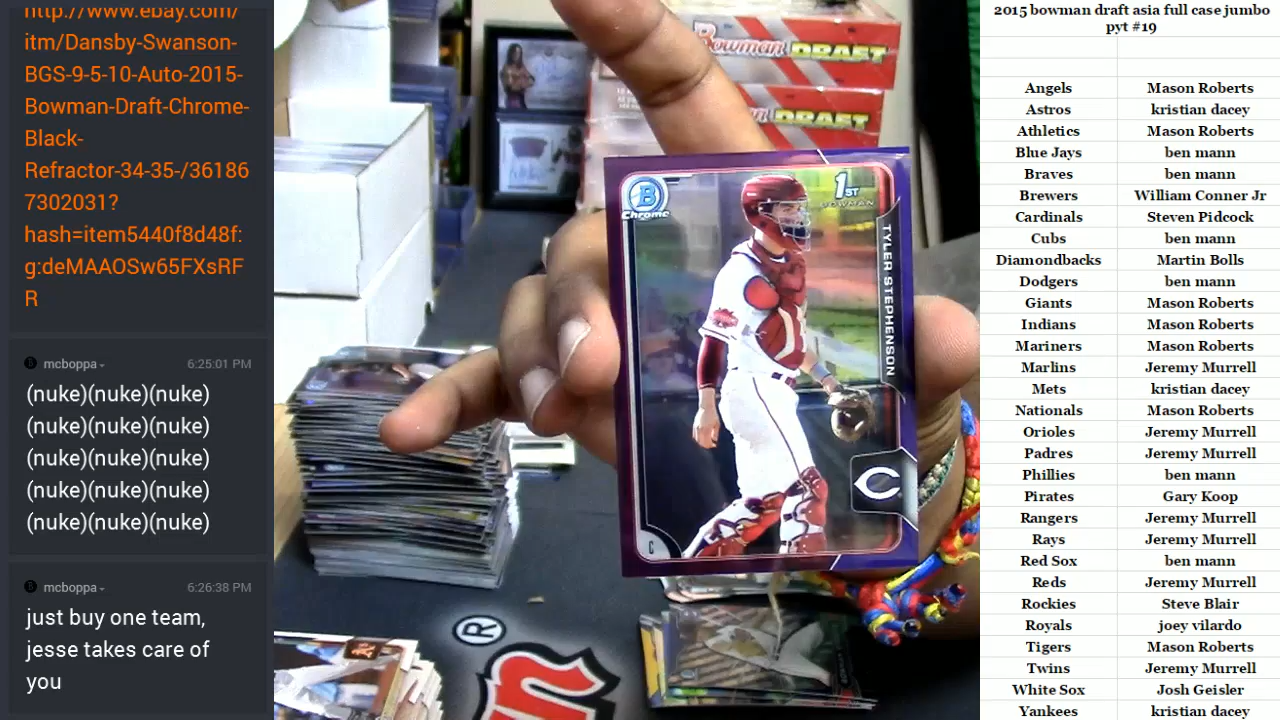 http://www.ebay.com/
itm/Dansby-Swanson-
BGS-9-5-10-Auto-2015-
Bowman-Draft-Chrome-
Black-
Refractor-34-35-/36186
7302031?
hash=item5440f8d48f:
g:deMAAOSw65FXsRF
R
mcboppa
6:25:01 PM
(nuke)(nuke)(nuke)
(nuke)(nuke)(nuke)
(nuke)(nuke)(nuke)
(nuke)(nuke)(nuke)
(nuke)(nuke)(nuke)
mcboppa
6:26:38 PM
just buy one team,
jesse takes care of
you
Bowman DRAFT
DRAFT
B
Chrome
1ST
BOWMAN
TYLER STEPHENSON
C
C
®
2015 bowman draft asia full case jumbo
pyt #19
Angels Mason Roberts
Astros kristian dacey
Athletics Mason Roberts
Blue Jays ben mann
Braves ben mann
Brewers William Conner Jr
Cardinals Steven Pidcock
Cubs ben mann
Diamondbacks Martin Bolls
Dodgers ben mann
Giants Mason Roberts
Indians Mason Roberts
Mariners Mason Roberts
Marlins Jeremy Murrell
Mets kristian dacey
Nationals Mason Roberts
Orioles Jeremy Murrell
Padres Jeremy Murrell
Phillies ben mann
Pirates Gary Koop
Rangers Jeremy Murrell
Rays Jeremy Murrell
Red Sox ben mann
Reds Jeremy Murrell
Rockies Steve Blair
Royals joey vilardo
Tigers Mason Roberts
Twins Jeremy Murrell
White Sox Josh Geisler
Yankees kristian dacey